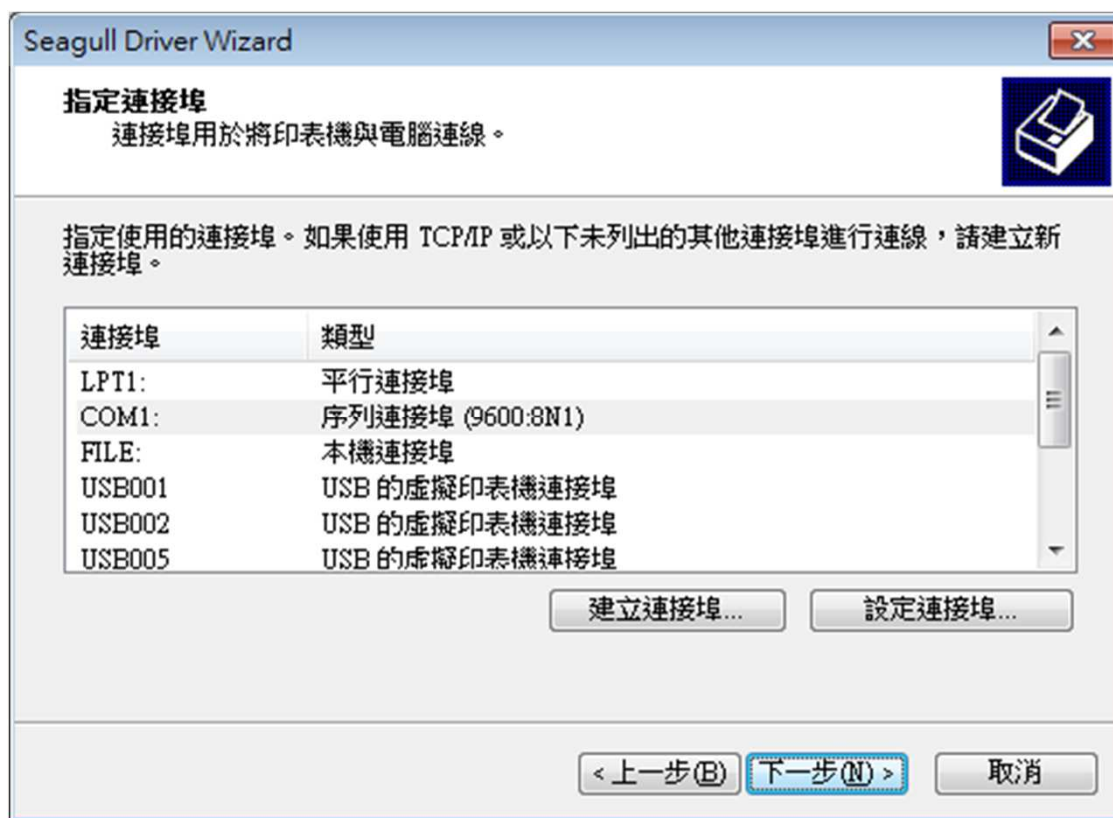 Seagull Driver Wizard
指定連接埠
連接埠用於將印表機與電腦連線。
指定使用的連接埠。如果使用 TCP/IP 或以下未列出的其他連接埠進行連線，請建立新
連接埠。
連接埠 類型
LPT1: 平行連接埠
COM1: 序列連接埠 (9600:8N1)
FILE: 本機連接埠
USB001 USB 的虛擬印表機連接埠
USB002 USB 的虛擬印表機連接埠
USB005 USB 的虛擬印表機連接埠
建立連接埠... 設定連接埠...
< 上一步(B) 下一步(N) > 取消